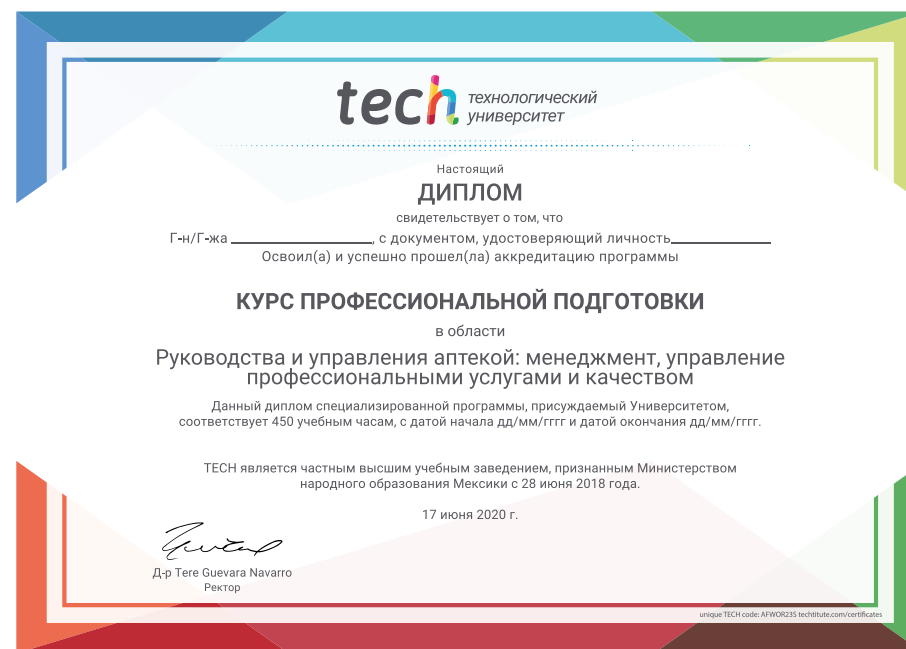 tech технологический
университет
Настоящий
ДИПЛОМ
свидетельствует о том, что
Г-н/Г-жа ____________________, с документом, удостоверяющий личность______________
Освоил(а) и успешно прошел(ла) аккредитацию программы
КУРС ПРОФЕССИОНАЛЬНОЙ ПОДГОТОВКИ
в области
Руководства и управления аптекой: менеджмент, управление
профессиональными услугами и качеством
Данный диплом специализированной программы, присуждаемый Университетом,
соответствует 450 учебным часам, с датой начала дд/мм/гггг и датой окончания дд/мм/гггг.
TECH является частным высшим учебным заведением, признанным Министерством
народного образования Мексики с 28 июня 2018 года.
17 июня 2020 г.
Д-р Tere Guevara Navarro
Ректор
unique TECH code: AFWOR23S techtitute.com/certificates